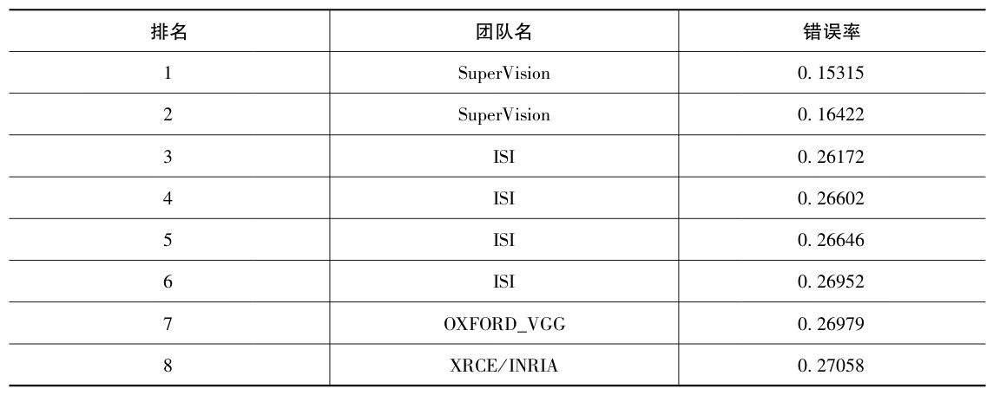 排名 团队名 错误率
1 SuperVision 0.15315
2 SuperVision 0.16422
3 ISI 0.26172
4 ISI 0.26602
5 ISI 0.26646
6 ISI 0.26952
7 OXFORD_VGG 0.26979
8 XRCE/INRIA 0.27058